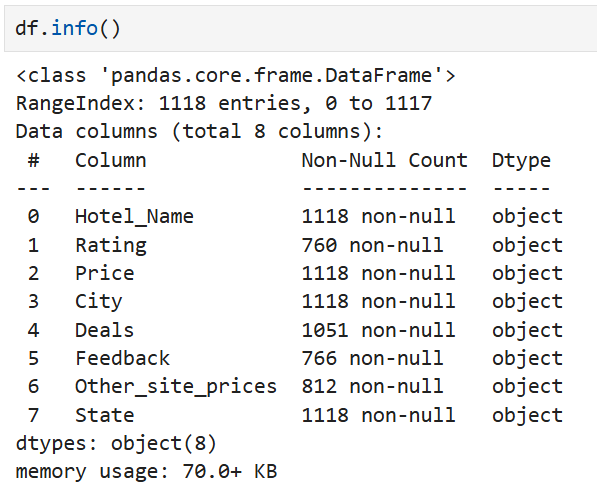 df.info()
<class 'pandas.core.frame.DataFrame'>
RangeIndex: 1118 entries, 0 to 1117
Data columns (total 8 columns):
 #   Column             Non-Null Count  Dtype
---  ------             --------------  -----
 0   Hotel_Name         1118 non-null   object
 1   Rating             760 non-null    object
 2   Price              1118 non-null   object
 3   City               1118 non-null   object
 4   Deals              1051 non-null   object
 5   Feedback           766 non-null    object
 6   Other_site_prices  812 non-null    object
 7   State              1118 non-null   object
dtypes: object(8)
memory usage: 70.0+ KB